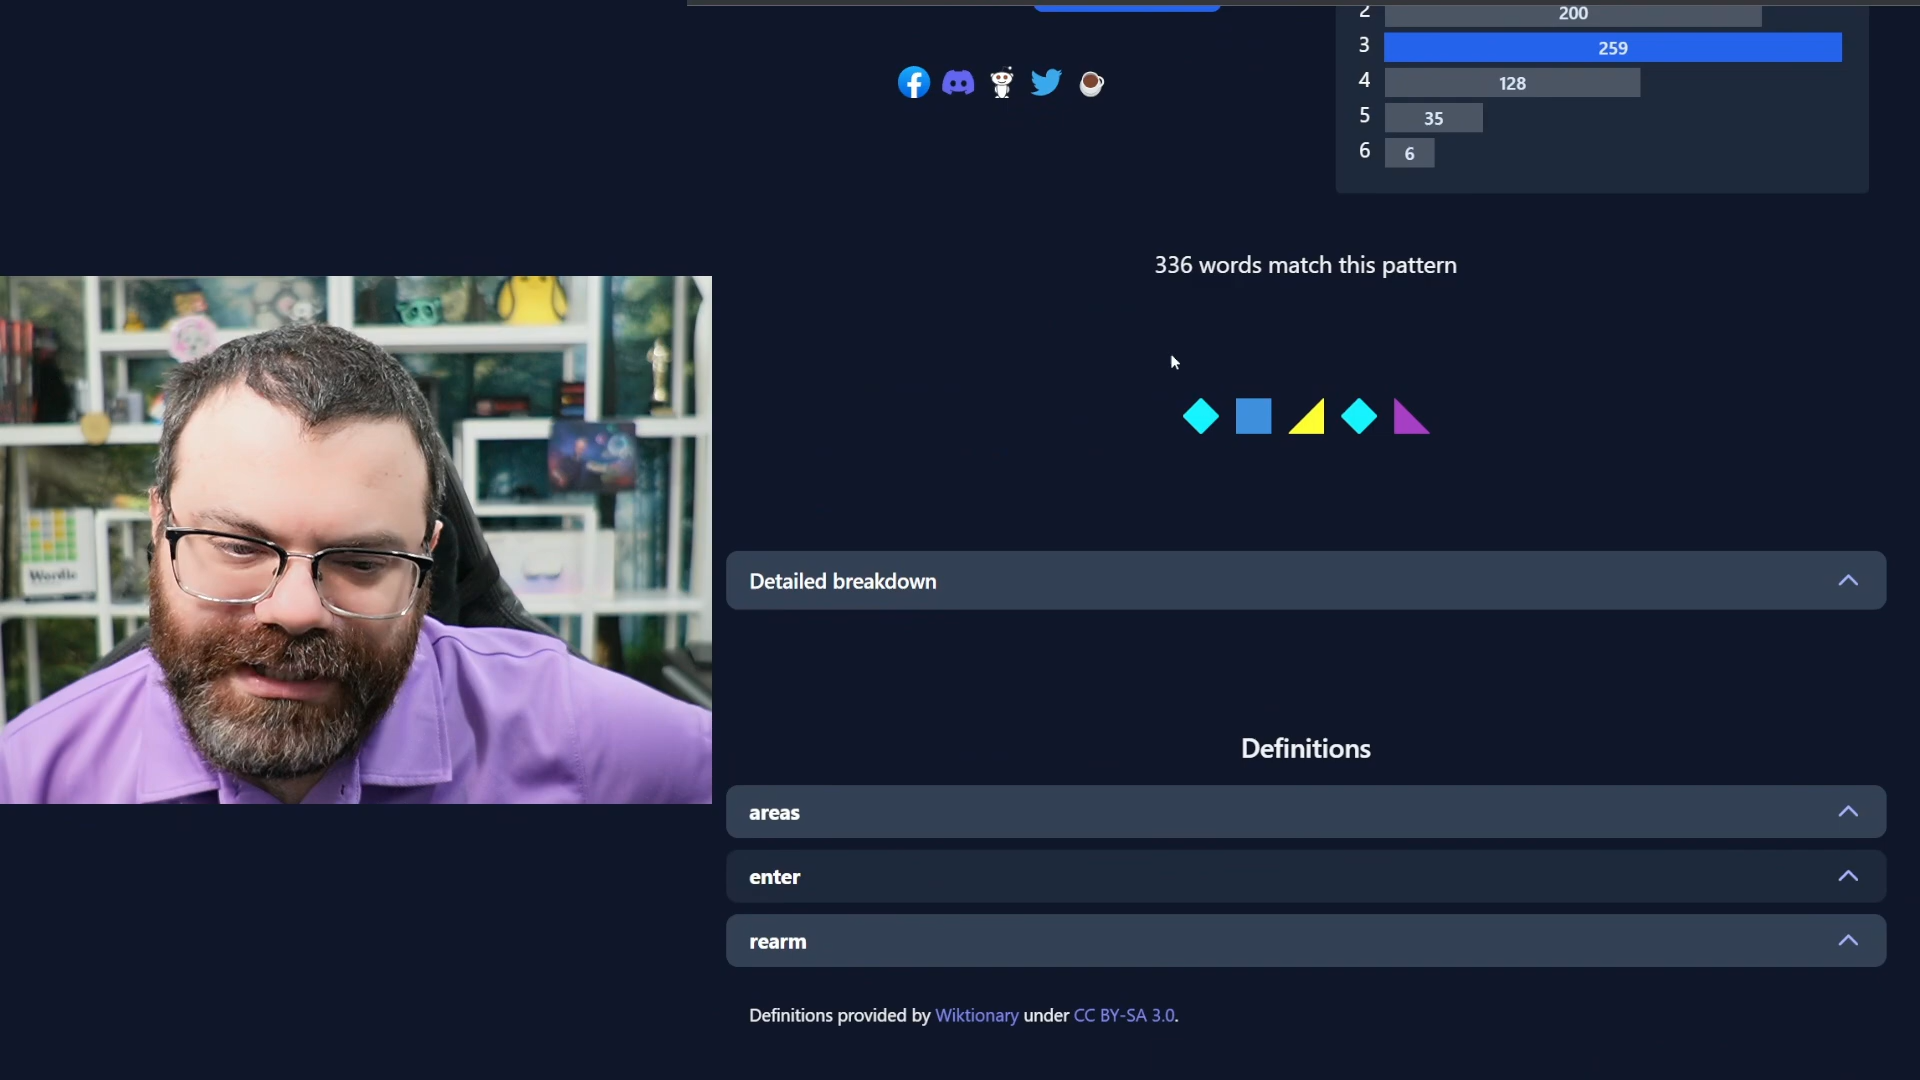 2 200
3 259
4 128
5 35
6 6
336 words match this pattern
Wordle
Detailed breakdown
Definitions
areas
enter
rearm
Definitions provided by Wiktionary under CC BY-SA 3.0.